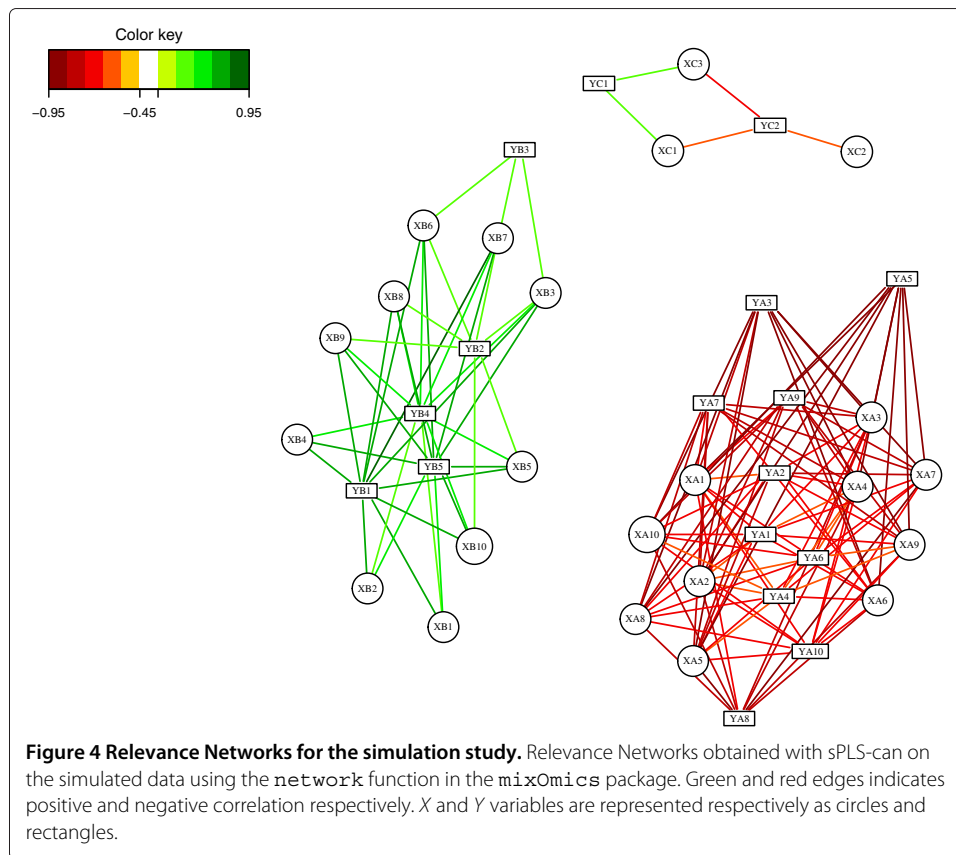 Color key
−0.95 −0.45 0.95
XC3
YC1
YC2
XC1
XC2
YB3
XB6
XB7
XB3
XB8
XB9
YB2
YB4
XB4
YB5
XB5
YB1
XB10
XB2
XB1
YA5
YA3
YA7
YA9
XA3
XA1
YA2
XA4
XA7
XA10
YA1
XA9
YA6
XA2
YA4
XA6
XA8
YA10
XA5
YA8
Figure 4 Relevance Networks for the simulation study. Relevance Networks obtained with sPLS-can on
the simulated data using the network function in the mixOmics package. Green and red edges indicates
positive and negative correlation respectively. X and Y variables are represented respectively as circles and
rectangles.